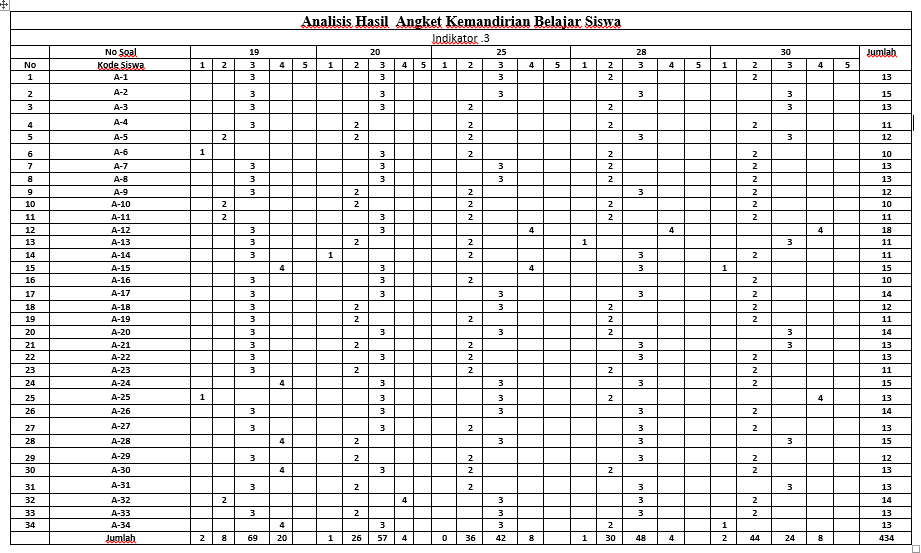 Analisis Hasil Angket Kemandirian Belajar Siswa
Indikator .3
No Soal 19 20 25 28 30 Jumlah
No Kode Siswa 1 2 3 4 5 1 2 3 4 5 1 2 3 4 5 1 2 3 4 5 1 2 3 4 5
1 A-1 3 3 3 2 2 13
2 A-2 3 3 3 3 3 15
3 A-3 3 3 2 2 3 13
4 A-4 3 2 2 2 2 11
5 A-5 2 2 2 3 3 12
6 A-6 1 3 2 2 2 10
7 A-7 3 3 3 2 2 13
8 A-8 3 3 3 2 2 13
9 A-9 3 2 2 3 2 12
10 A-10 2 2 2 2 2 10
11 A-11 2 3 2 2 2 11
12 A-12 3 3 4 4 4 18
13 A-13 3 2 2 1 3 11
14 A-14 3 1 2 3 2 11
15 A-15 4 3 4 3 1 15
16 A-16 3 3 2 2 10
17 A-17 3 3 3 3 2 14
18 A-18 3 2 3 2 2 12
19 A-19 3 2 2 2 2 11
20 A-20 3 3 3 2 3 14
21 A-21 3 2 2 3 3 13
22 A-22 3 3 2 3 2 13
23 A-23 3 2 2 2 2 11
24 A-24 4 3 3 3 2 15
25 A-25 1 3 3 2 4 13
26 A-26 3 3 3 3 2 14
27 A-27 3 3 2 3 2 13
28 A-28 4 2 3 3 3 15
29 A-29 3 2 2 3 2 12
30 A-30 4 3 2 2 2 13
31 A-31 3 2 2 3 3 13
32 A-32 2 4 3 3 2 14
33 A-33 3 2 3 3 2 13
34 A-34 4 3 3 2 1 13
Jumlah 2 8 69 20 1 26 57 4 0 36 42 8 1 30 48 4 2 44 24 8 434